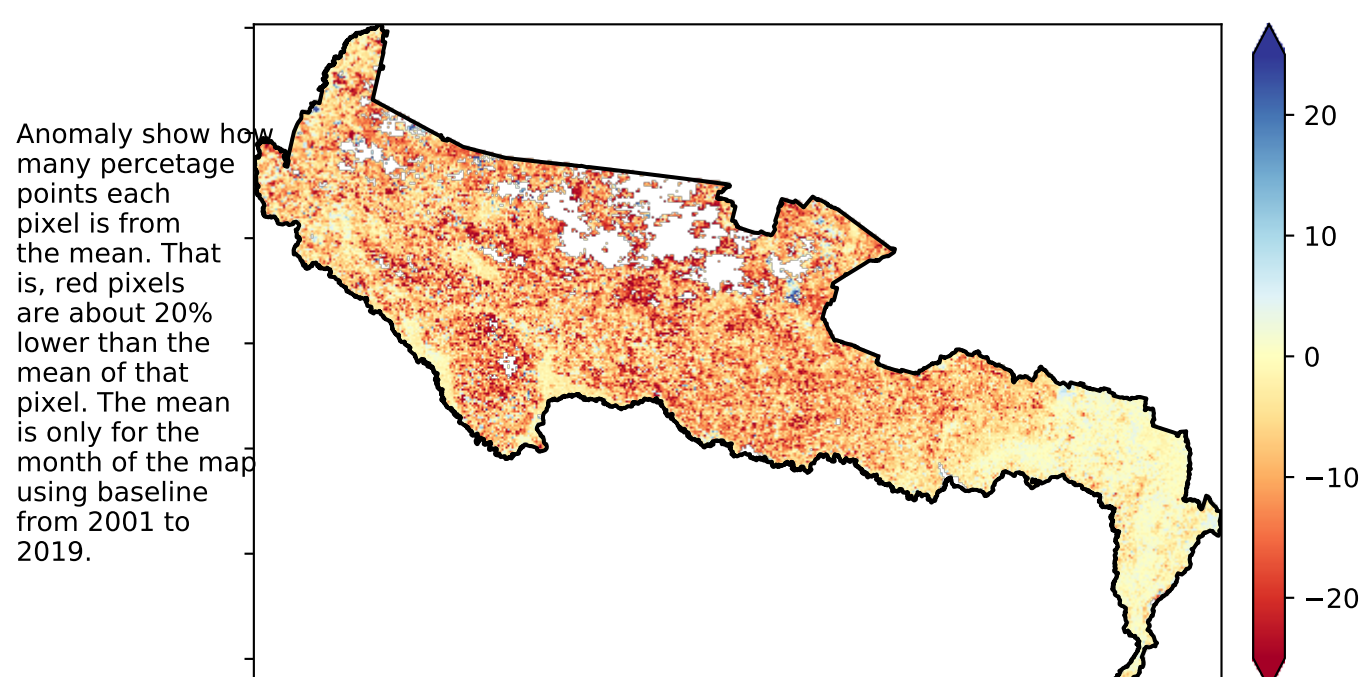 Anomaly show how
many percetage
points each
pixel is from
the mean. That
is, red pixels
are about 20%
lower than the
mean of that
pixel. The mean
is only for the
month of the map
using baseline
from 2001 to
2019.
20
10
0
−10
−20